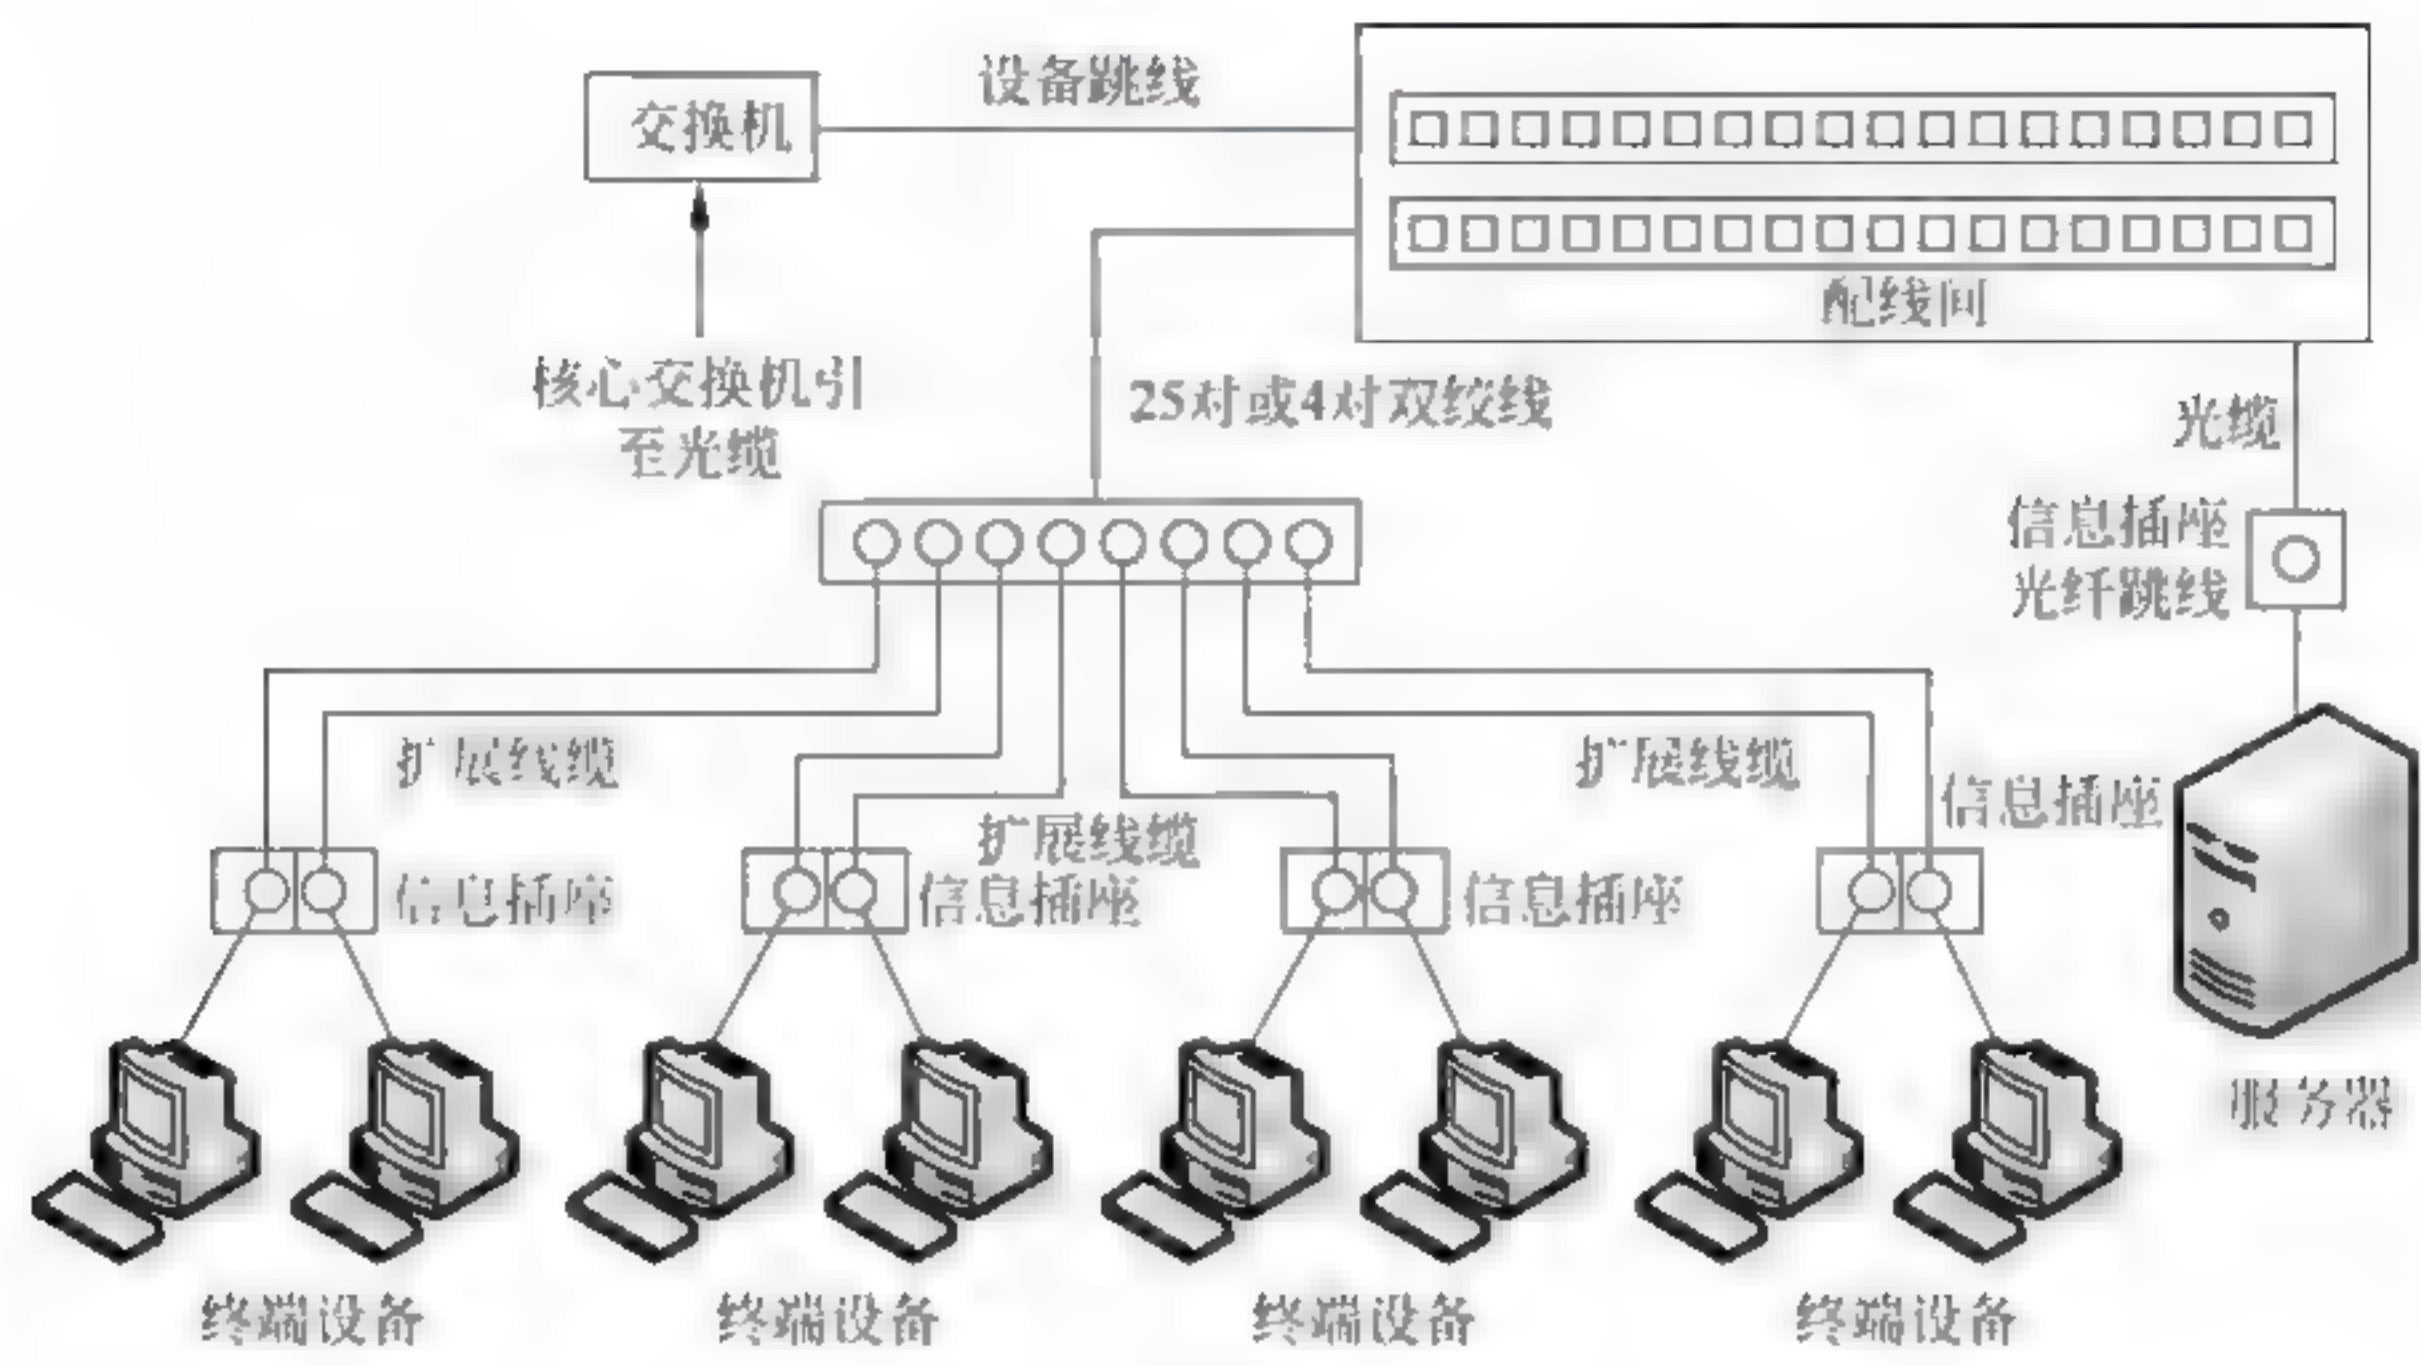 设备跳线
交换机
配线间
核心交换机引
至光缆
25对或4对双绞线
光缆
信息插座
光纤跳线
扩展线缆
扩展线缆
信息插座
扩展线缆
信息插座
信息插座
信息插座
服务器
终端设备
终端设备
终端设备
终端设备